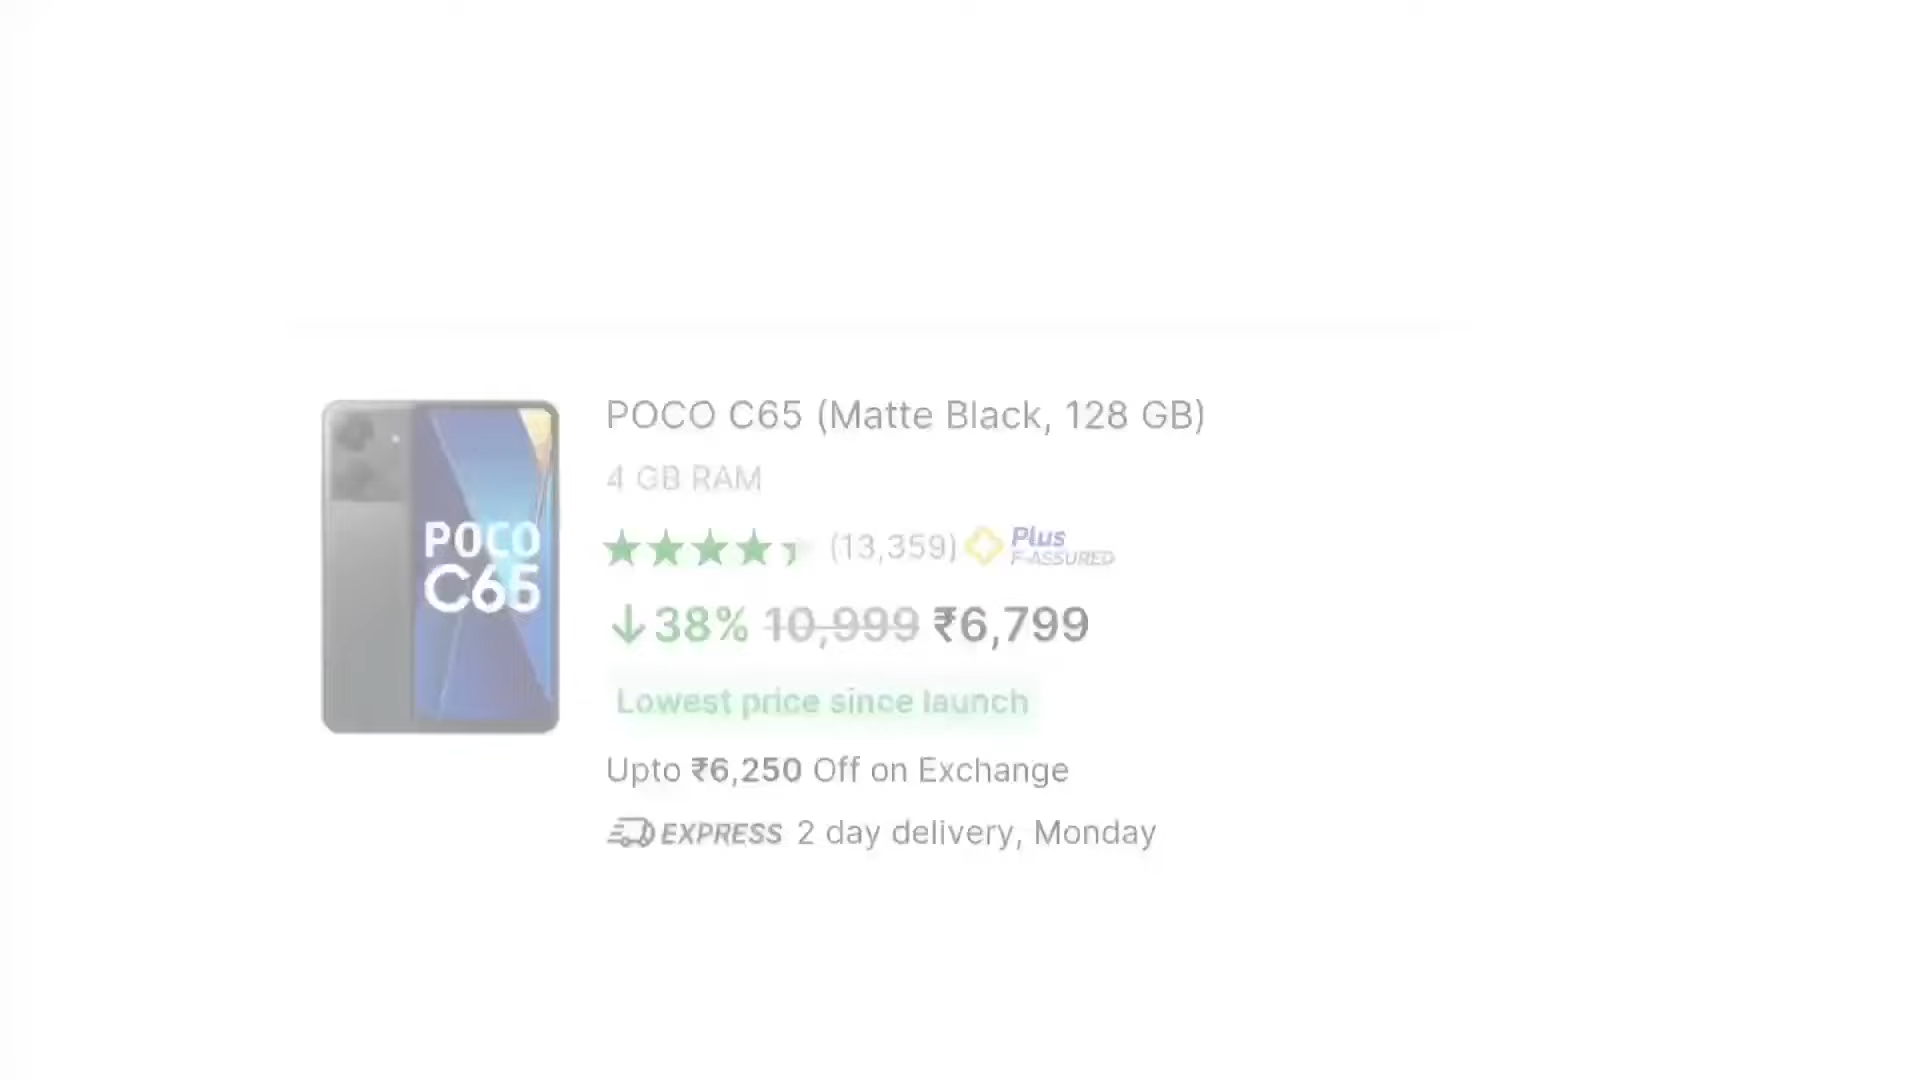 POCO C65 (Matte Black, 128 GB)
4 GB RAM
(13,359) Plus
F-ASSURED
↓38% 10,999 ₹6,799
Lowest price since launch
Upto ₹6,250 Off on Exchange
EXPRESS 2 day delivery, Monday
POCO
C65